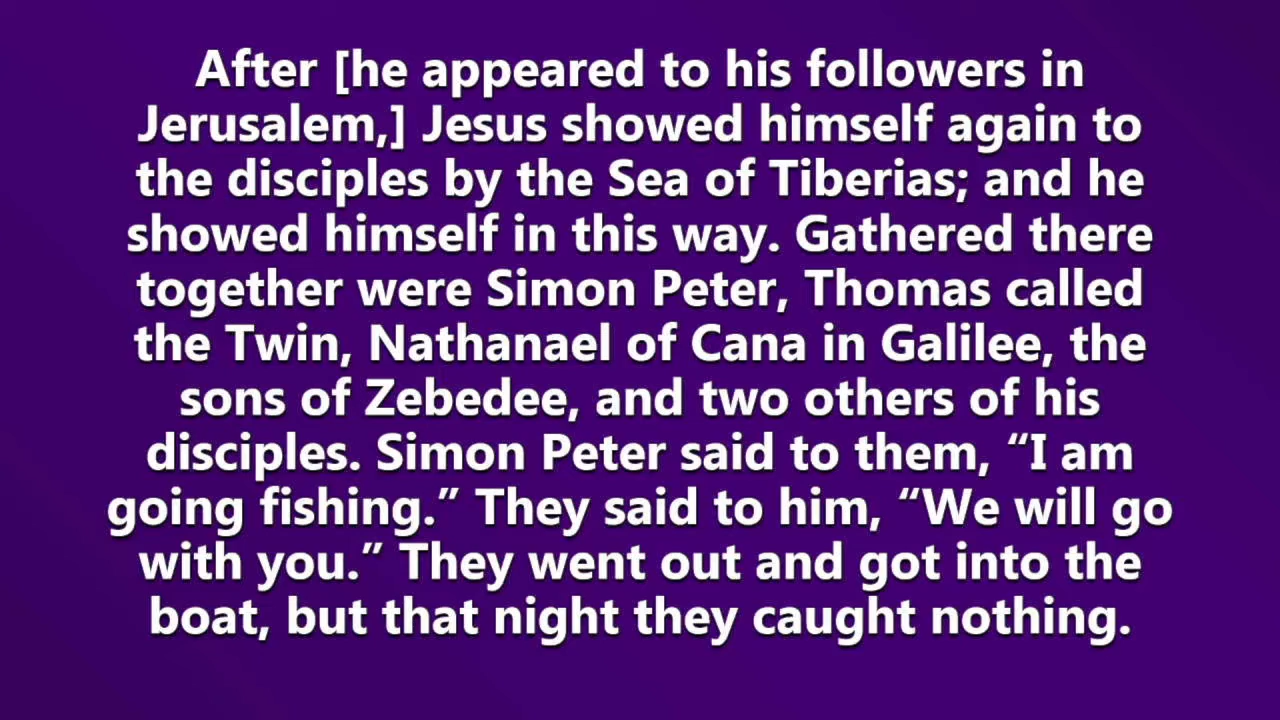 After [he appeared to his followers in
Jerusalem,] Jesus showed himself again to
the disciples by the Sea of Tiberias; and he
showed himself in this way. Gathered there
together were Simon Peter, Thomas called
the Twin, Nathanael of Cana in Galilee, the
sons of Zebedee, and two others of his
disciples. Simon Peter said to them, “I am
going fishing.” They said to him, “We will go
with you.” They went out and got into the
boat, but that night they caught nothing.